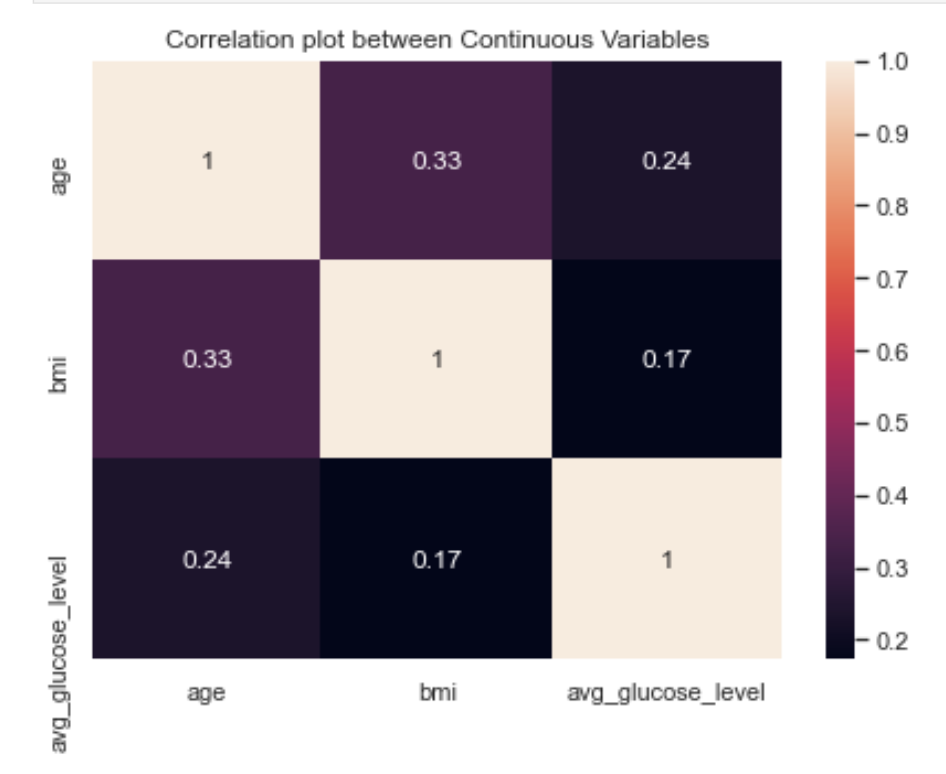 Correlation plot between Continuous Variables
age
1
0.33
0.24
bmi
0.33
1
0.17
avg_glucose_level
0.24
0.17
1
age
bmi
avg_glucose_level
1.0
0.9
0.8
0.7
0.6
0.5
0.4
0.3
0.2